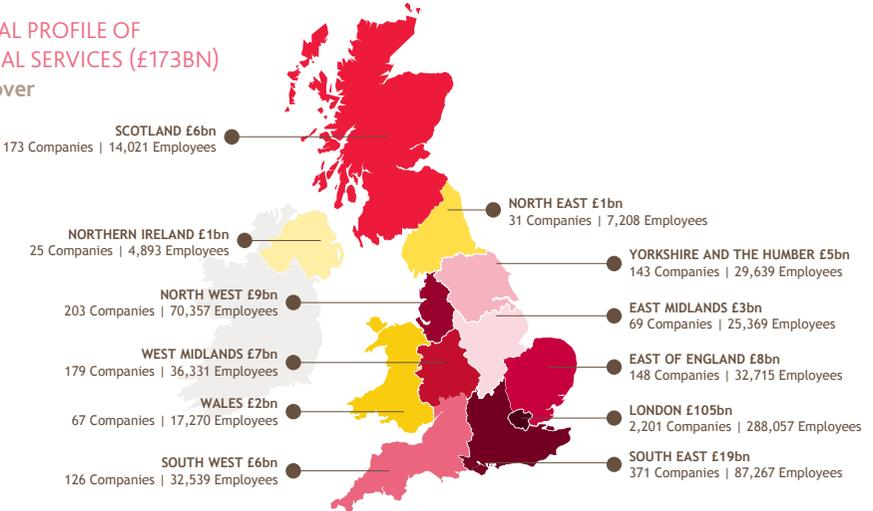 AL PROFILE OF
AL SERVICES (£173BN)
over
SCOTLAND £6bn
173 Companies | 14,021 Employees
NORTH EAST £1bn
31 Companies | 7,208 Employees
NORTHERN IRELAND £1bn
25 Companies | 4,893 Employees
YORKSHIRE AND THE HUMBER £5bn
143 Companies | 29,639 Employees
NORTH WEST £9bn
203 Companies | 70,357 Employees
EAST MIDLANDS £3bn
69 Companies | 25,369 Employees
WEST MIDLANDS £7bn
179 Companies | 36,331 Employees
EAST OF ENGLAND £8bn
148 Companies | 32,715 Employees
WALES £2bn
67 Companies | 17,270 Employees
LONDON £105bn
2,201 Companies | 288,057 Employees
SOUTH WEST £6bn
126 Companies | 32,539 Employees
SOUTH EAST £19bn
371 Companies | 87,267 Employees